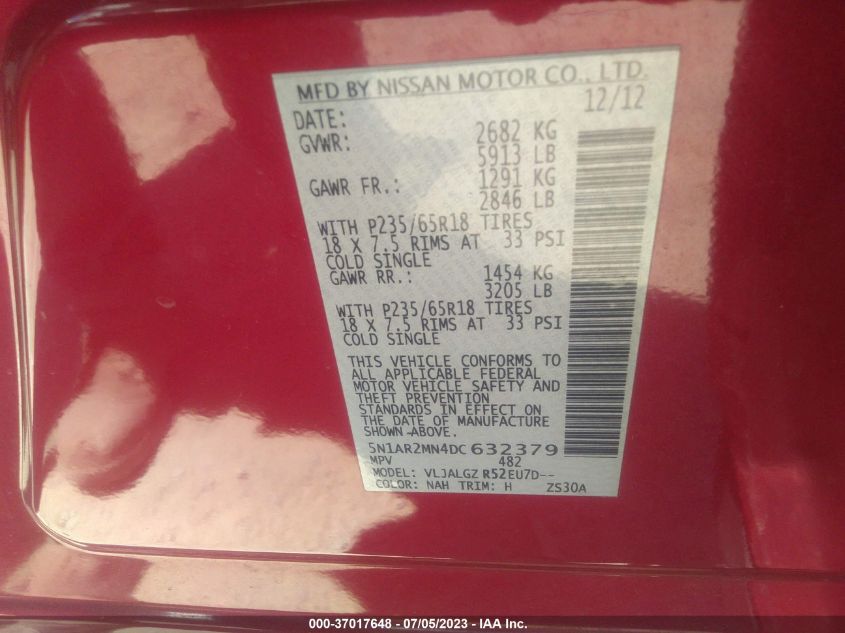 MFD BY NISSAN MOTOR CO., LTD.
DATE: 12/12
GVWR: 2682 KG
5913 LB
GAWR FR.: 1291 KG
2846 LB
WITH P235/65R18 TIRES
18 X 7.5 RIMS AT 33 PSI
COLD SINGLE
GAWR RR.: 1454 KG
3205 LB
WITH P235/65R18 TIRES
18 X 7.5 RIMS AT 33 PSI
COLD SINGLE
THIS VEHICLE CONFORMS TO
ALL APPLICABLE FEDERAL
MOTOR VEHICLE SAFETY AND
THEFT PREVENTION
STANDARDS IN EFFECT ON
THE DATE OF MANUFACTURE
SHOWN ABOVE.
5N1AR2MN4DC632379
MPV 482
MODEL: VLJALGZ R52EU7D--
COLOR: NAH TRIM: H ZS30A
000-37017648 - 07/05/2023 - IAA Inc.